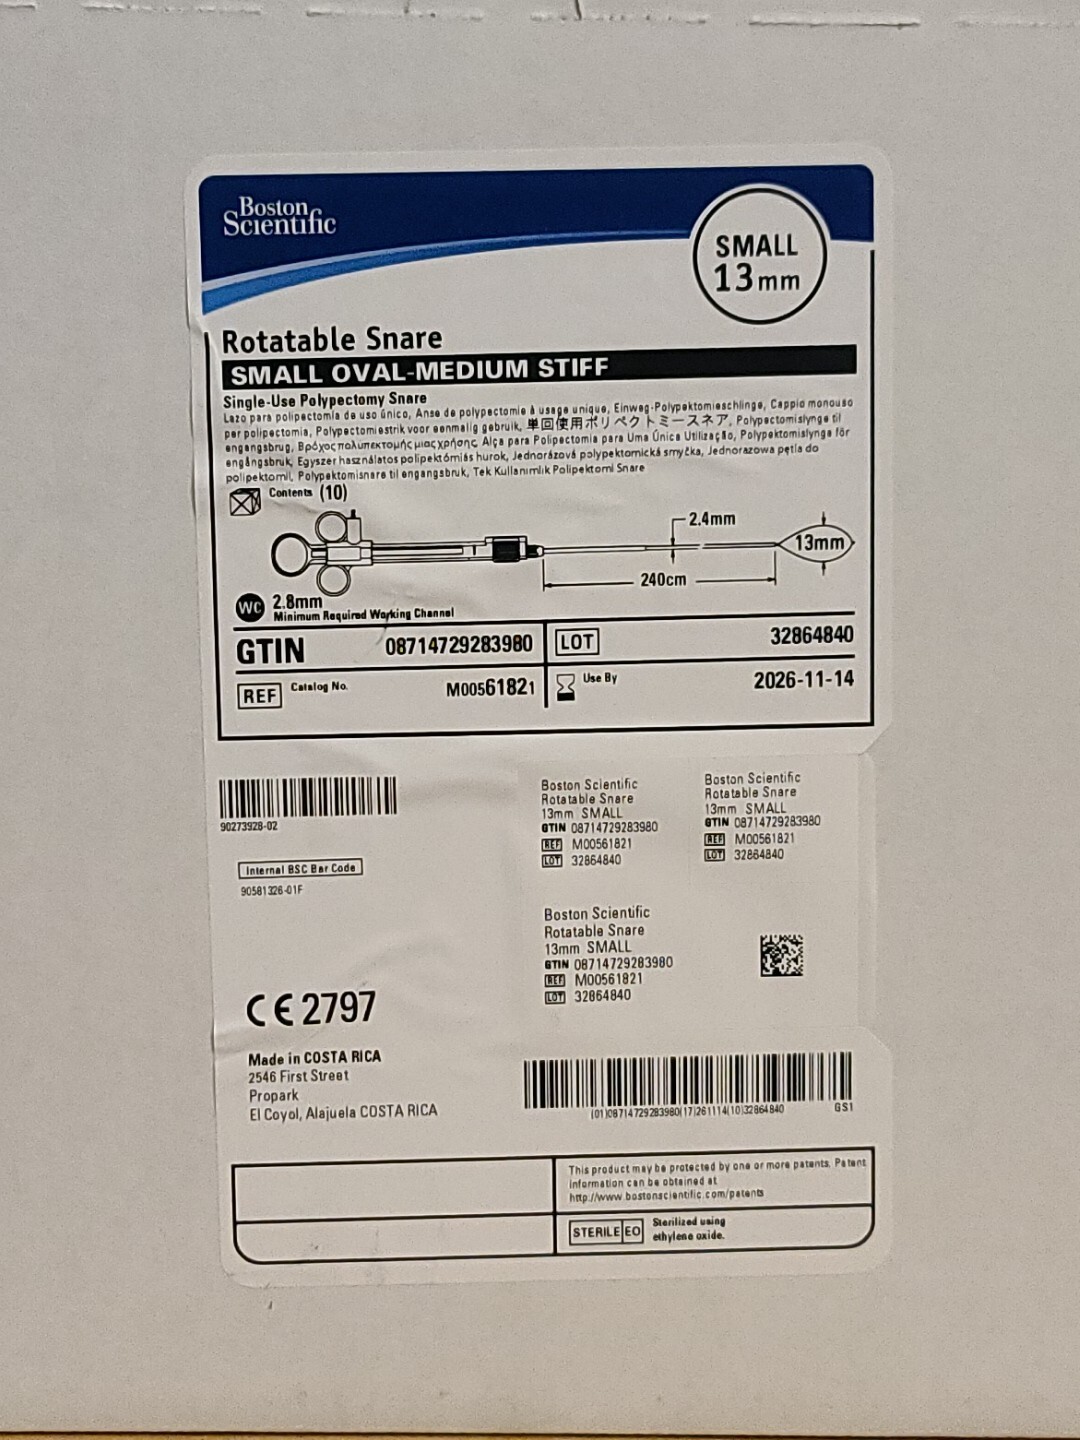 Boston
Scientific
SMALL
13mm
Rotatable Snare
SMALL OVAL-MEDIUM STIFF
Single-Use Polypectomy Snare
Lazo para polipectomía de uso único, Anse de polypectomie à usage unique, Einweg-Polypektomieschlinge, Cappio monouso
per polipectomia, Polypectomiestrik voor eenmalig gebruik, 単回使用ポリペクトミースネア, Polypectomislynge til
engangsbrug, Βρόχος πολυπεκτομής μιας χρήσης, Alça para Polipectomia para Uma Única Utilização, Polypektomislynga för
engångsbruk, Egyszer használatos polipektómiás hurok, Jednorázová polypektomická smyčka, Jednorazowa pętla do
polipektomii, Polypektomisnare til engangsbruk, Tek Kullanımlık Polipektomi Snare
Contents (10)
2.4mm
13mm
240cm
WC 2.8mm
Minimum Required Working Channel
GTIN 08714729283980
LOT 32864840
REF Catalog No. M00561821
Use By 2026-11-14
90273928-02
Internal BSC Bar Code
90581326-01F
Boston Scientific
Rotatable Snare
13mm SMALL
GTIN 08714729283980
REF M00561821
LOT 32864840
Boston Scientific
Rotatable Snare
13mm SMALL
GTIN 08714729283980
REF M00561821
LOT 32864840
Boston Scientific
Rotatable Snare
13mm SMALL
GTIN 08714729283980
REF M00561821
LOT 32864840
CE 2797
Made in COSTA RICA
2546 First Street
Propark
El Coyol, Alajuela COSTA RICA
(01)08714729283980(17)261114(10)32864840
GS1
This product may be protected by one or more patents. Patent
information can be obtained at
http://www.bostonscientific.com/patents
STERILE EO
Sterilized using
ethylene oxide.